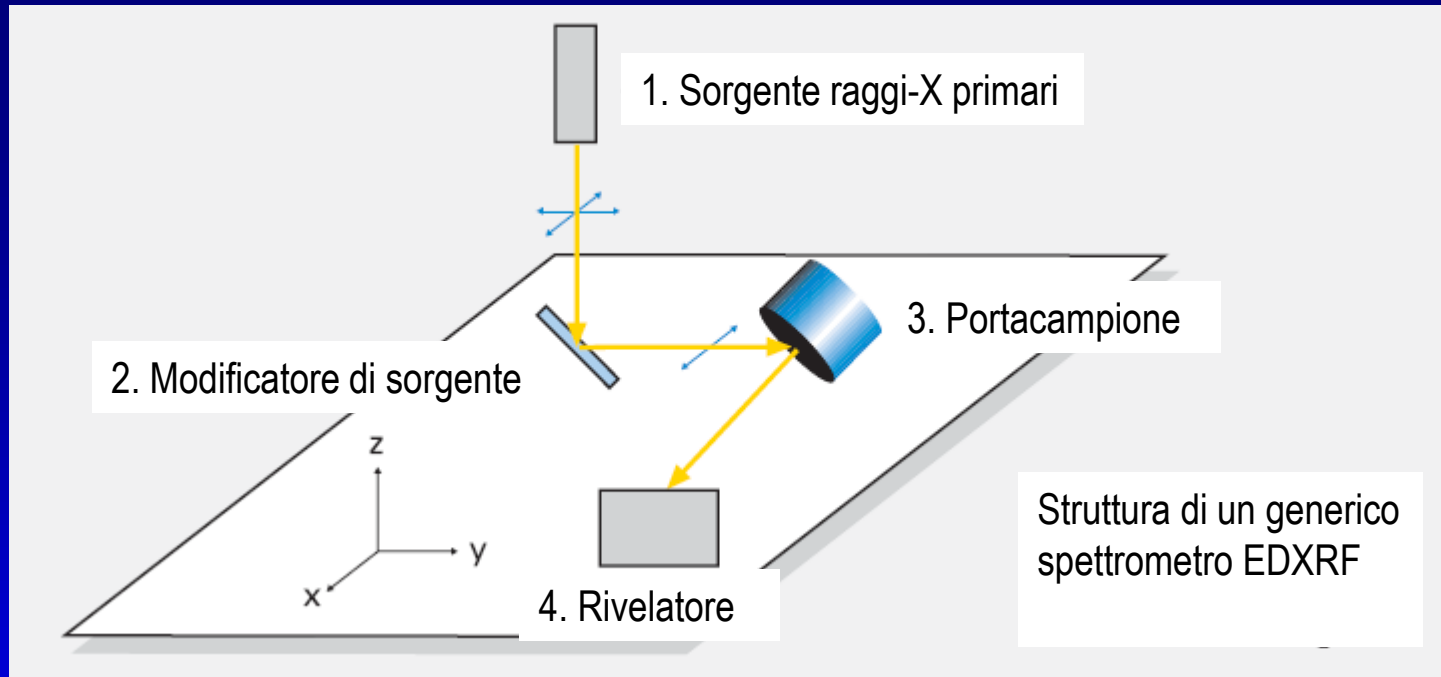 1. Sorgente raggi-X primari
3. Portacampione
2. Modificatore di sorgente
z
y
x
4. Rivelatore
Struttura di un generico
spettrometro EDXRF